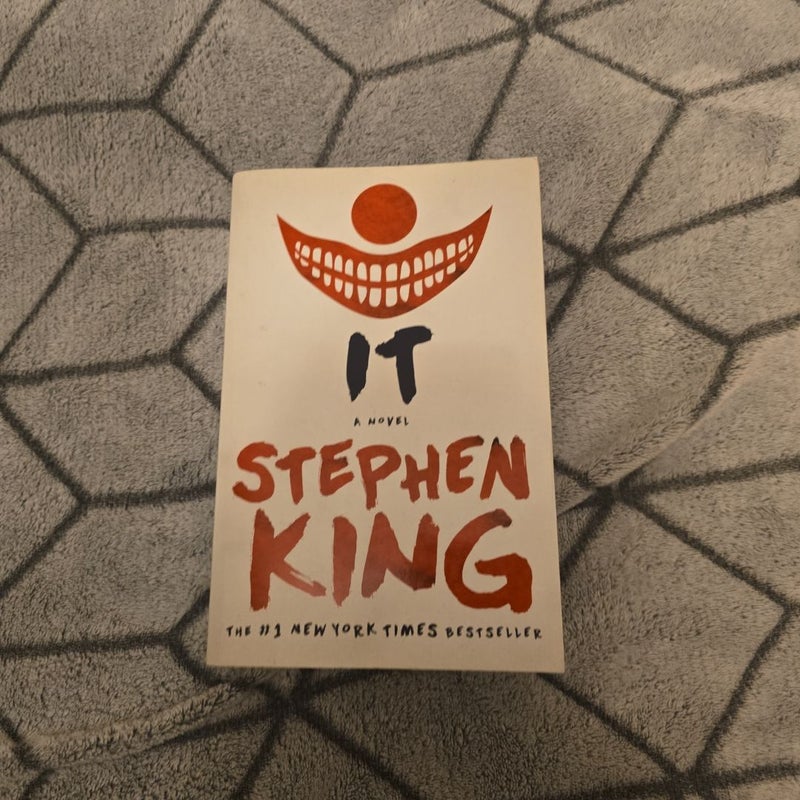 IT
A NOVEL
STEPHEN
KING
THE #1 NEW YORK TIMES BESTSELLER